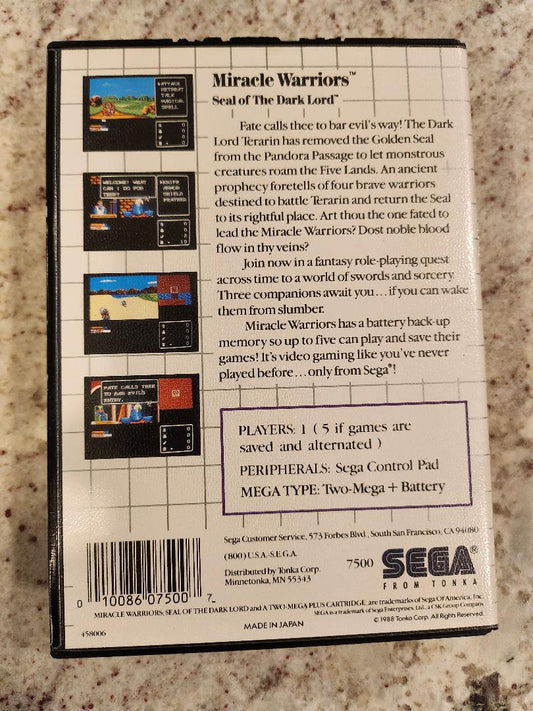 Miracle Warriors™
Seal of The Dark Lord™
Fate calls thee to bar evil's way! The Dark
Lord Terarin has removed the Golden Seal
from the Pandora Passage to let monstrous
creatures roam the Five Lands. An ancient
prophecy foretells of four brave warriors
destined to battle Terarin and return the Seal
to its rightful place. Art thou the one fated to
lead the Miracle Warriors? Dost noble blood
flow in thy veins?
Join now in a fantasy role-playing quest
across time to a world of swords and sorcery.
Three companions await you...if you can wake
them from slumber.
Miracle Warriors has a battery back-up
memory so up to five can play and save their
games! It's video gaming like you've never
played before...only from Sega®!
ATTACK
RETREAT
TALK
MAGICAL
SPELL
WELCOME! WHAT
CAN I DO FOR
THEE?
KNIFE
ARMOR
SHIELD
FATE CALLS THEE
TO BAR EVIL'S
ENTRY.
PLAYERS: 1 ( 5 if games are
saved and alternated )
PERIPHERALS: Sega Control Pad
MEGA TYPE: Two-Mega + Battery
Sega Customer Service, 573 Forbes Blvd., South San Francisco, CA 94080
(800) U.S.A.-S.E.G.A.
Distributed by Tonka Corp.
Minnetonka, MN 55343
7500
SEGA®
FROM TONKA
0 10086 07500 7
MIRACLE WARRIORS: SEAL OF THE DARK LORD and A TWO-MEGA PLUS CARTRIDGE, are trademarks of Sega Of America, Inc.
SEGA is a trademark of Sega Enterprises, Ltd., a CSK Group Company.
© 1988 Tonka Corp. All Rights Reserved.
MADE IN JAPAN
458006